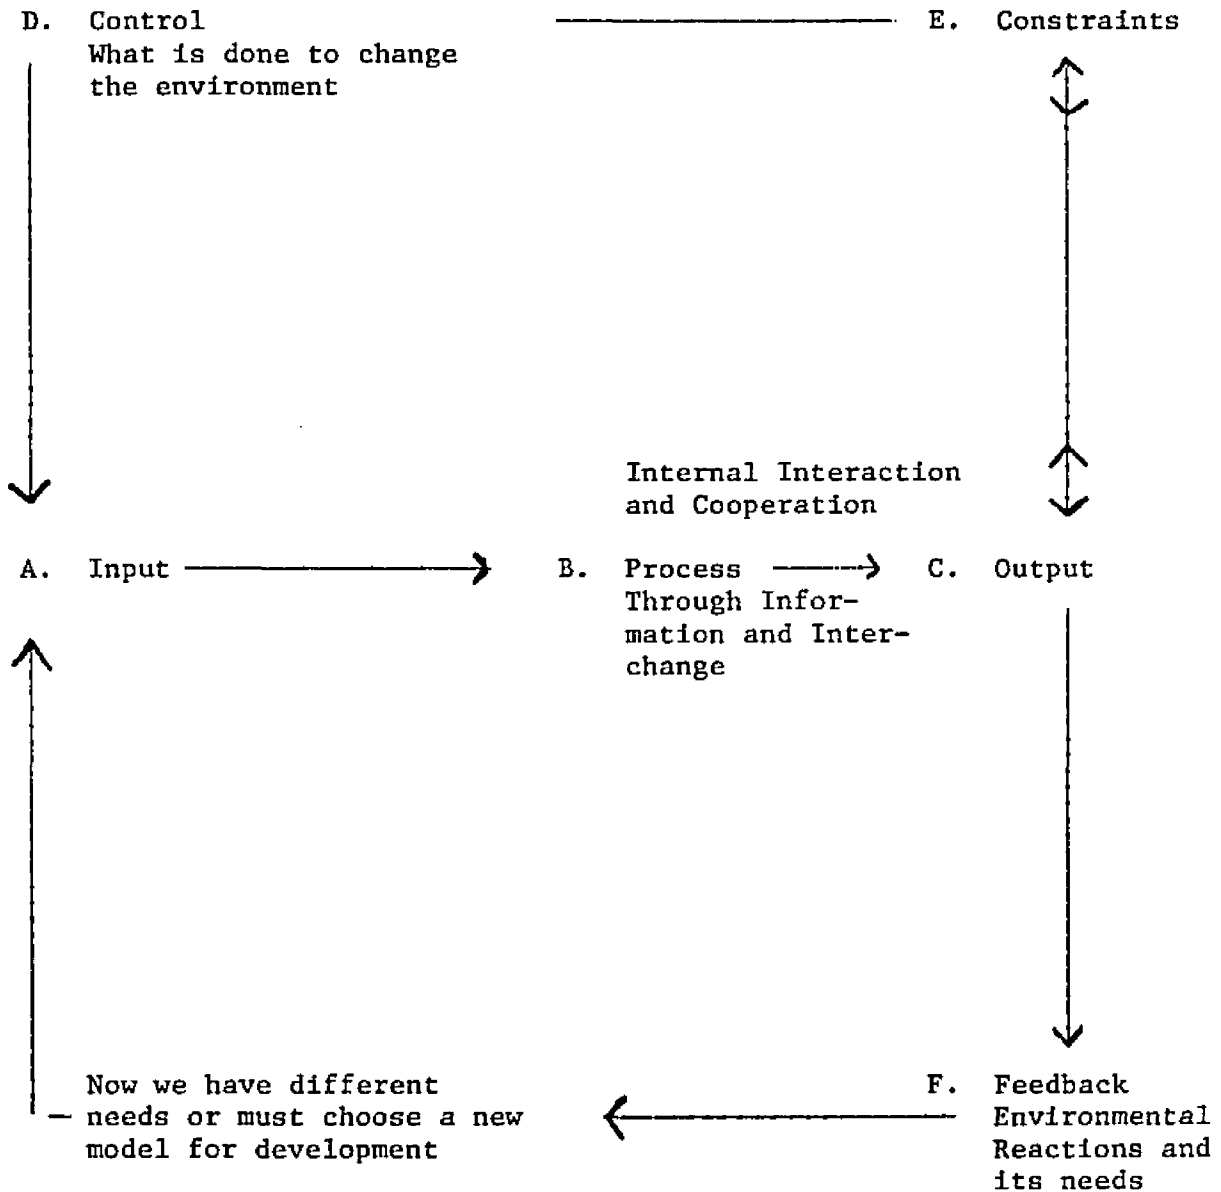 D. Control
What is done to change
the environment
E. Constraints
Internal Interaction
and Cooperation
A. Input
B. Process
Through Infor-
mation and Inter-
change
C. Output
Now we have different
needs or must choose a new
model for development
F. Feedback
Environmental
Reactions and
its needs